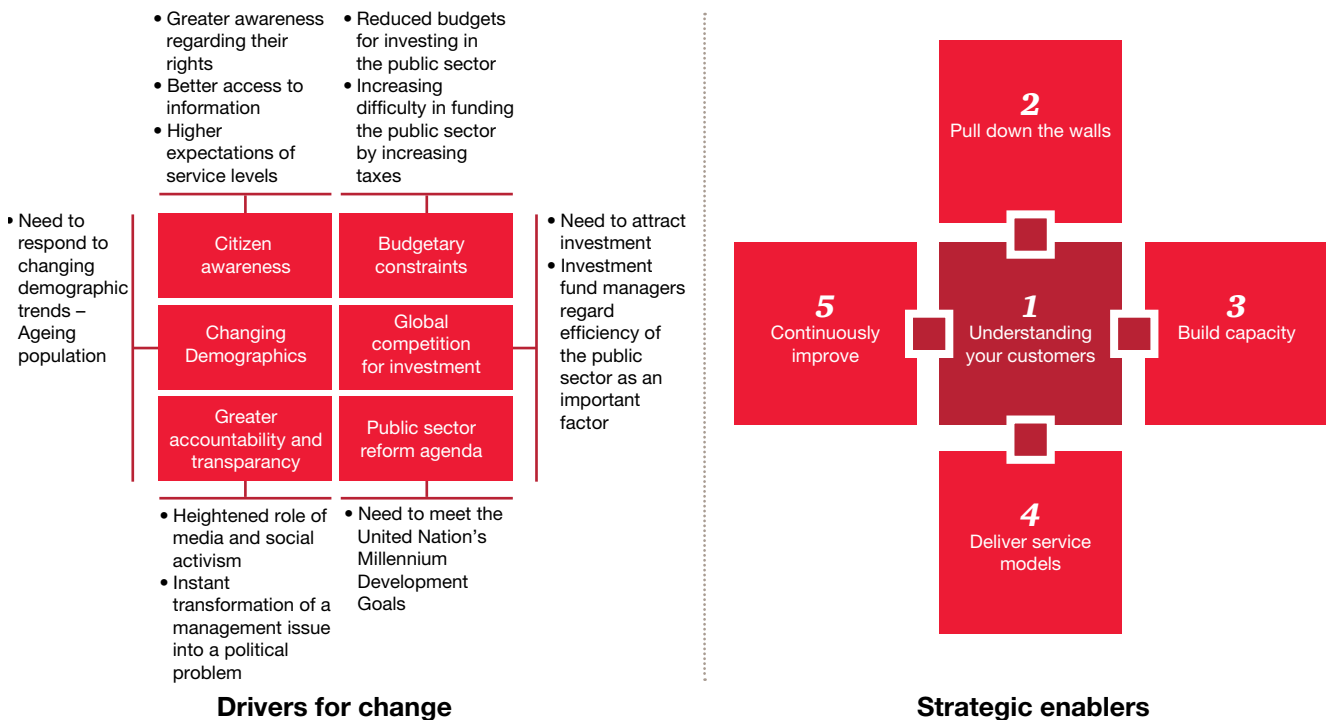 • Greater awareness
regarding their
rights
• Better access to
information
• Higher
expectations of
service levels
• Reduced budgets
for investing in
the public sector
• Increasing
difficulty in funding
the public sector
by increasing
taxes
• Need to
respond to
changing
demographic
trends –
Ageing
population
Citizen
awareness
Budgetary
constraints
Changing
Demographics
Global
competition
for investment
Greater
accountability and
transparancy
Public sector
reform agenda
• Need to attract
investment
• Investment
fund managers
regard
efficiency of
the public
sector as an
important
factor
• Heightened role of
media and social
activism
• Instant
transformation of a
management issue
into a political
problem
• Need to meet the
United Nation’s
Millennium
Development
Goals
Drivers for change
2
Pull down the walls
5
Continuously
improve
1
Understanding
your customers
3
Build capacity
4
Deliver service
models
Strategic enablers